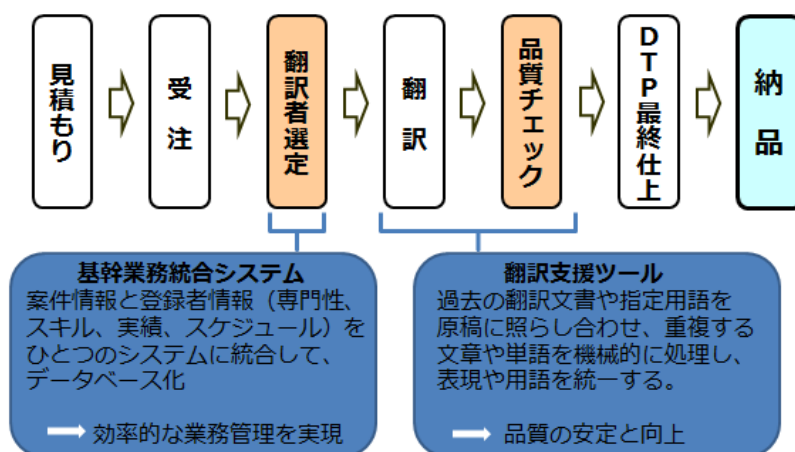 見積もり
受注
翻訳者選定
翻訳
品質チェック
DTP最終仕上
納品
基幹業務統合システム
案件情報と登録者情報（専門性、
スキル、実績、スケジュール）を
ひとつのシステムに統合して、
データベース化
効率的な業務管理を実現
翻訳支援ツール
過去の翻訳文書や指定用語を
原稿に照らし合わせ、重複する
文章や単語を機械的に処理し、
表現や用語を統一する。
品質の安定と向上